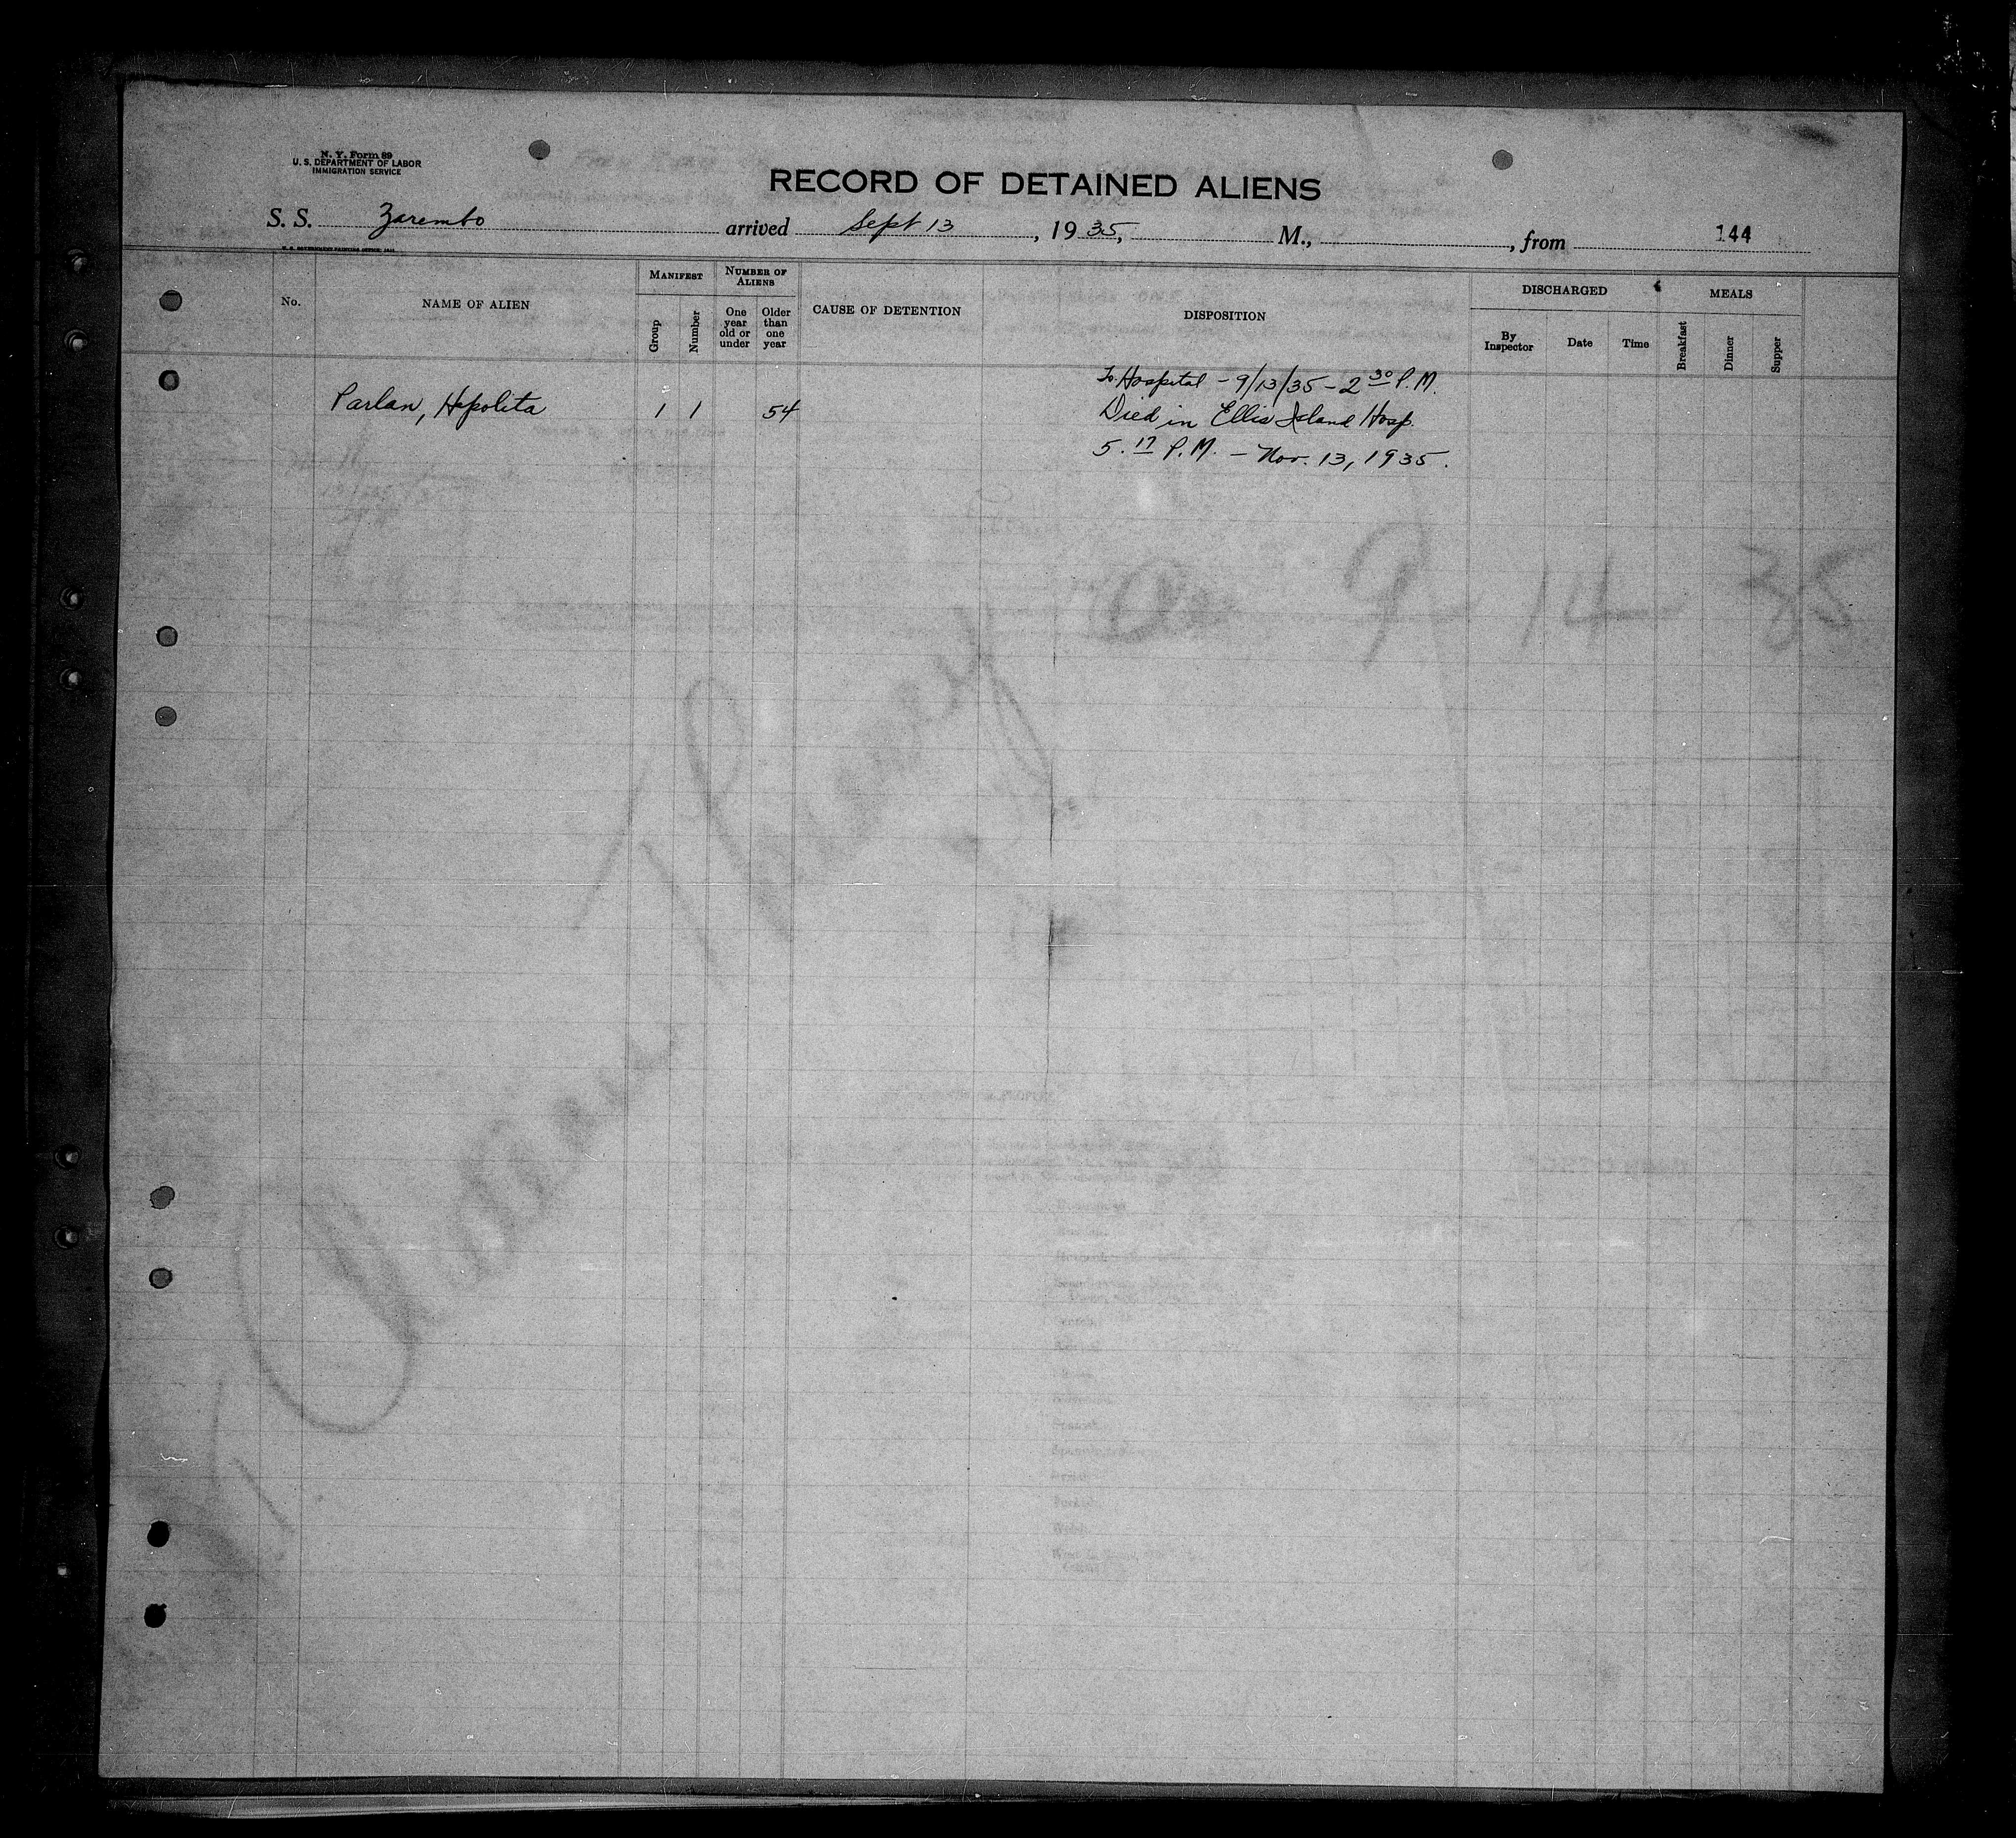 N. Y. Form 89
U. S. DEPARTMENT OF LABOR
IMMIGRATION SERVICE
RECORD OF DETAINED ALIENS
S. S. Zarembo arrived Sept 13, 1935, M., , from 144
No.
NAME OF ALIEN
MANIFEST
Group
Number
NUMBER OF ALIENS
One year old or under
Older than one year
CAUSE OF DETENTION
DISPOSITION
DISCHARGED
By Inspector
Date
Time
MEALS
Breakfast
Dinner
Supper
To Hospital - 9/13/35 - 2 30 P.M.
Parlan, Hapolita 1 1 54 Died in Ellis Island Hosp.
5. 17 P.M. - Nov. 13, 1935.
9 - 14 - 35